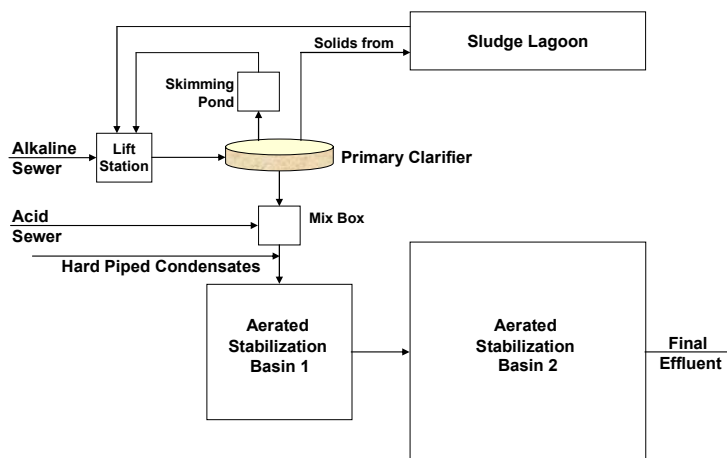 Solids from
Sludge Lagoon
Skimming
Pond
Alkaline
Sewer
Lift
Station
Primary Clarifier
Acid
Sewer
Mix Box
Hard Piped Condensates
Aerated
Stabilization
Basin 1
Aerated
Stabilization
Basin 2
Final
Effluent